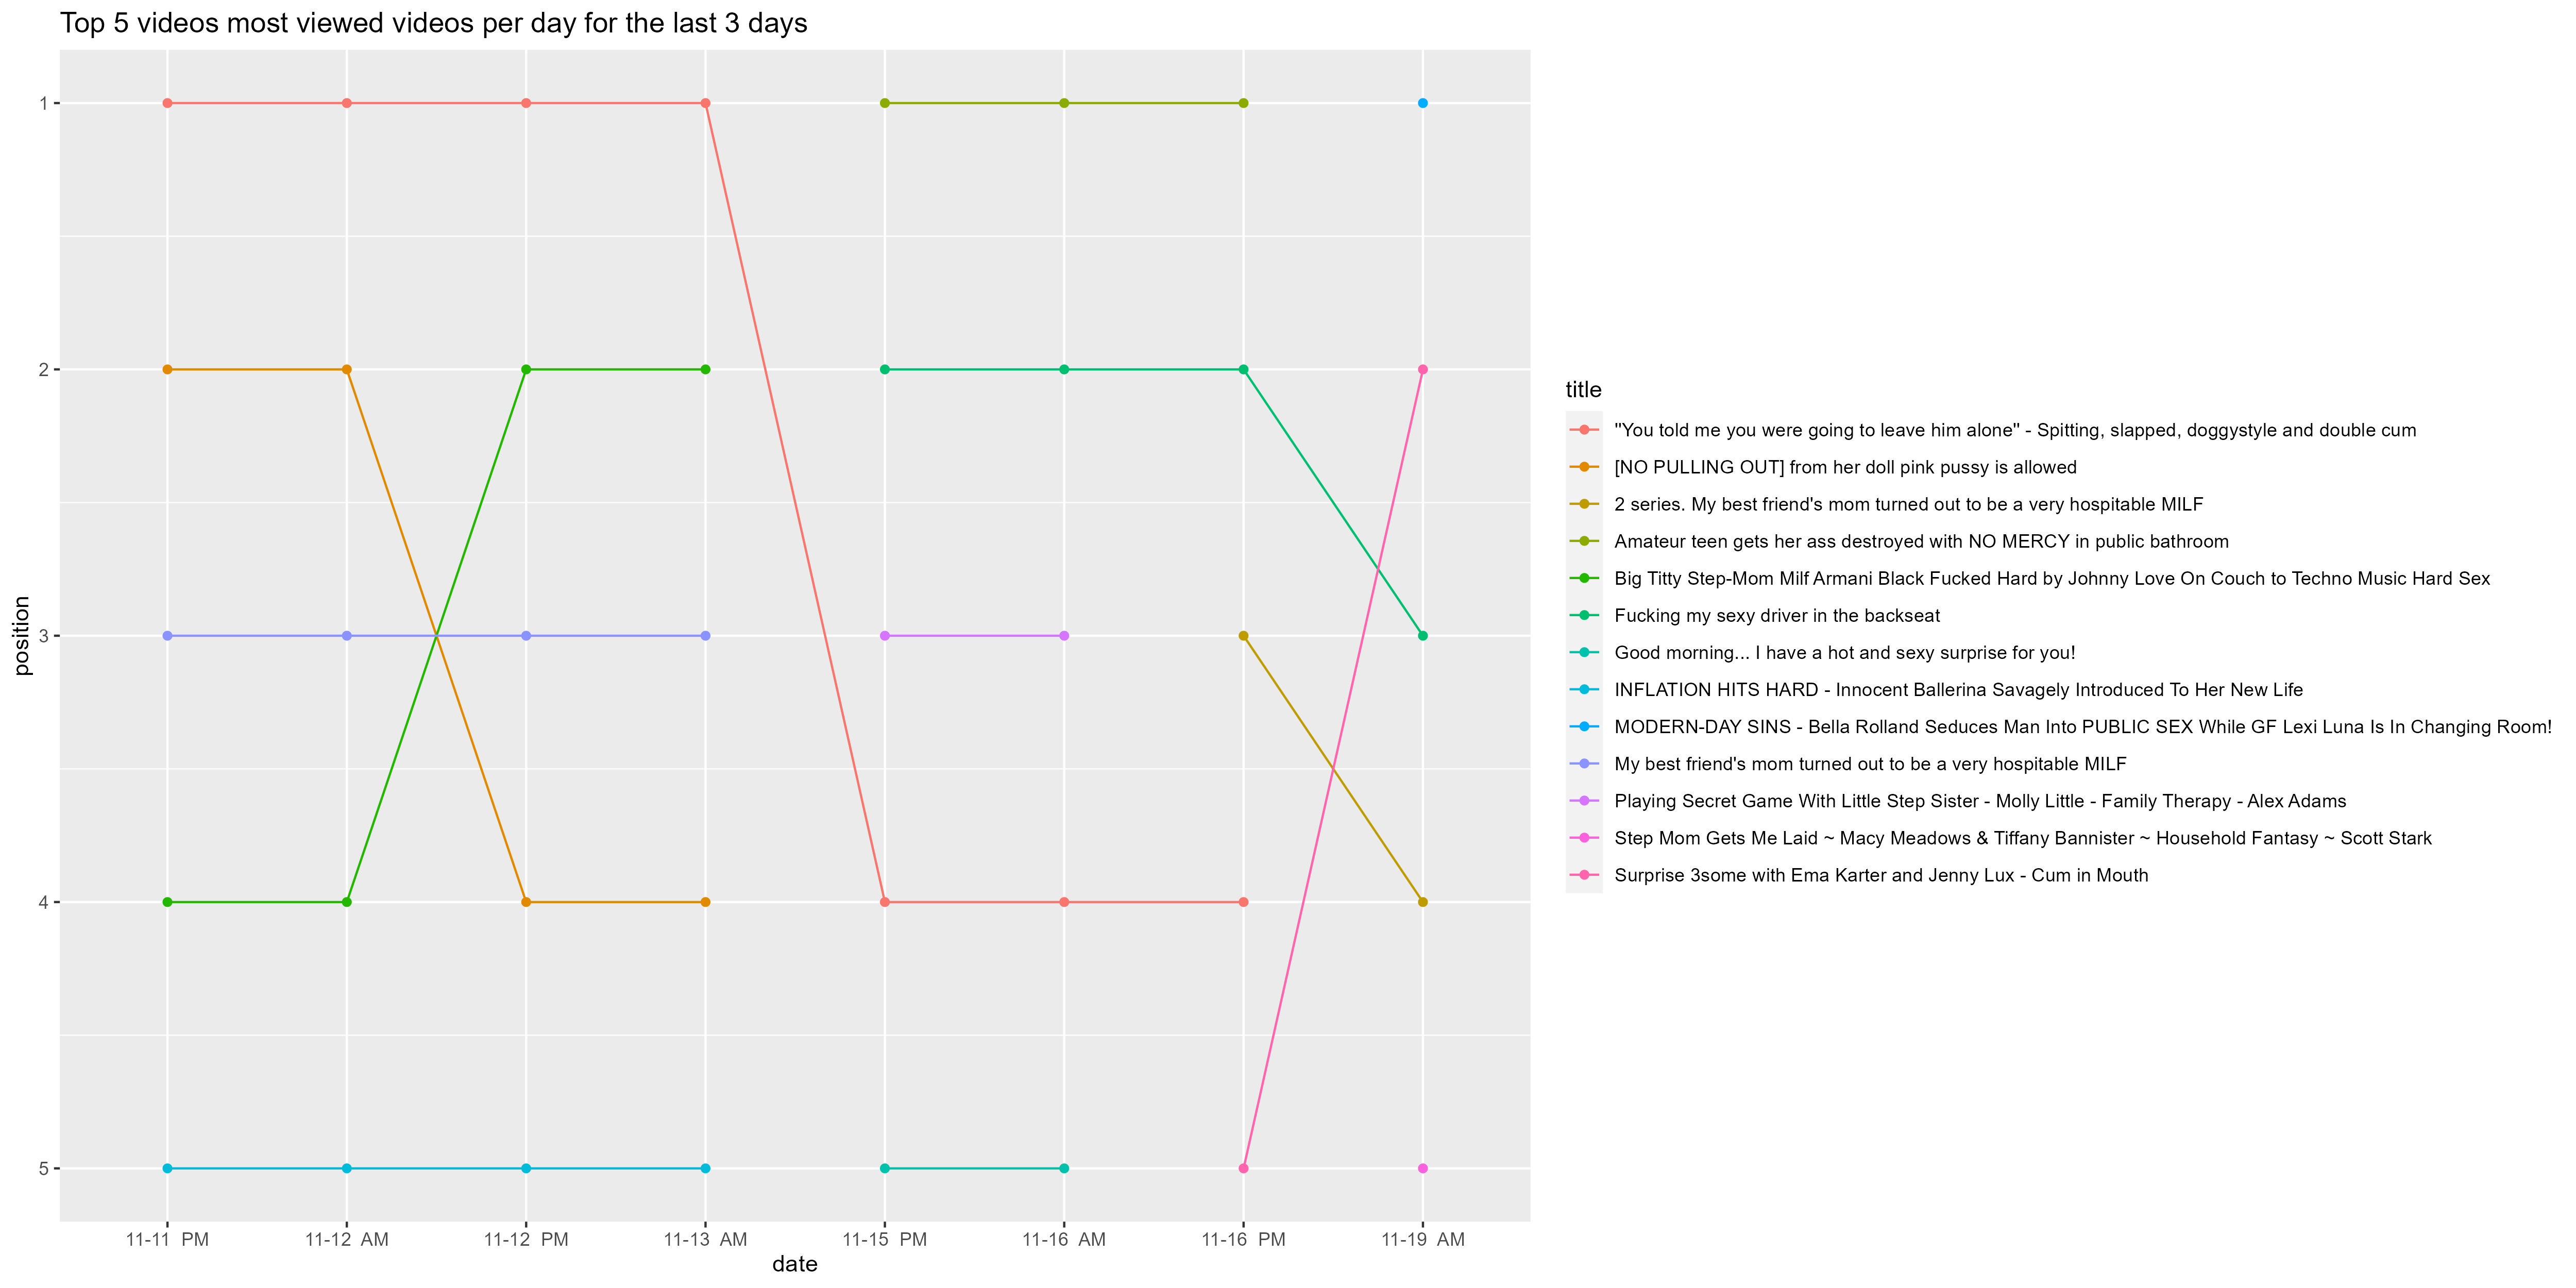 Top 5 videos most viewed videos per day for the last 3 days
1
2
3
4
5
position
11-11 PM
11-12 AM
11-12 PM
11-13 AM
11-15 PM
11-16 AM
11-16 PM
11-19 AM
date
title
"You told me you were going to leave him alone" - Spitting, slapped, doggystyle and double cum
[NO PULLING OUT] from her doll pink pussy is allowed
2 series. My best friend's mom turned out to be a very hospitable MILF
Amateur teen gets her ass destroyed with NO MERCY in public bathroom
Big Titty Step-Mom Milf Armani Black Fucked Hard by Johnny Love On Couch to Techno Music Hard Sex
Fucking my sexy driver in the backseat
Good morning... I have a hot and sexy surprise for you!
INFLATION HITS HARD - Innocent Ballerina Savagely Introduced To Her New Life
MODERN-DAY SINS - Bella Rolland Seduces Man Into PUBLIC SEX While GF Lexi Luna Is In Changing Room!
My best friend's mom turned out to be a very hospitable MILF
Playing Secret Game With Little Step Sister - Molly Little - Family Therapy - Alex Adams
Step Mom Gets Me Laid ~ Macy Meadows & Tiffany Bannister ~ Household Fantasy ~ Scott Stark
Surprise 3some with Ema Karter and Jenny Lux - Cum in Mouth